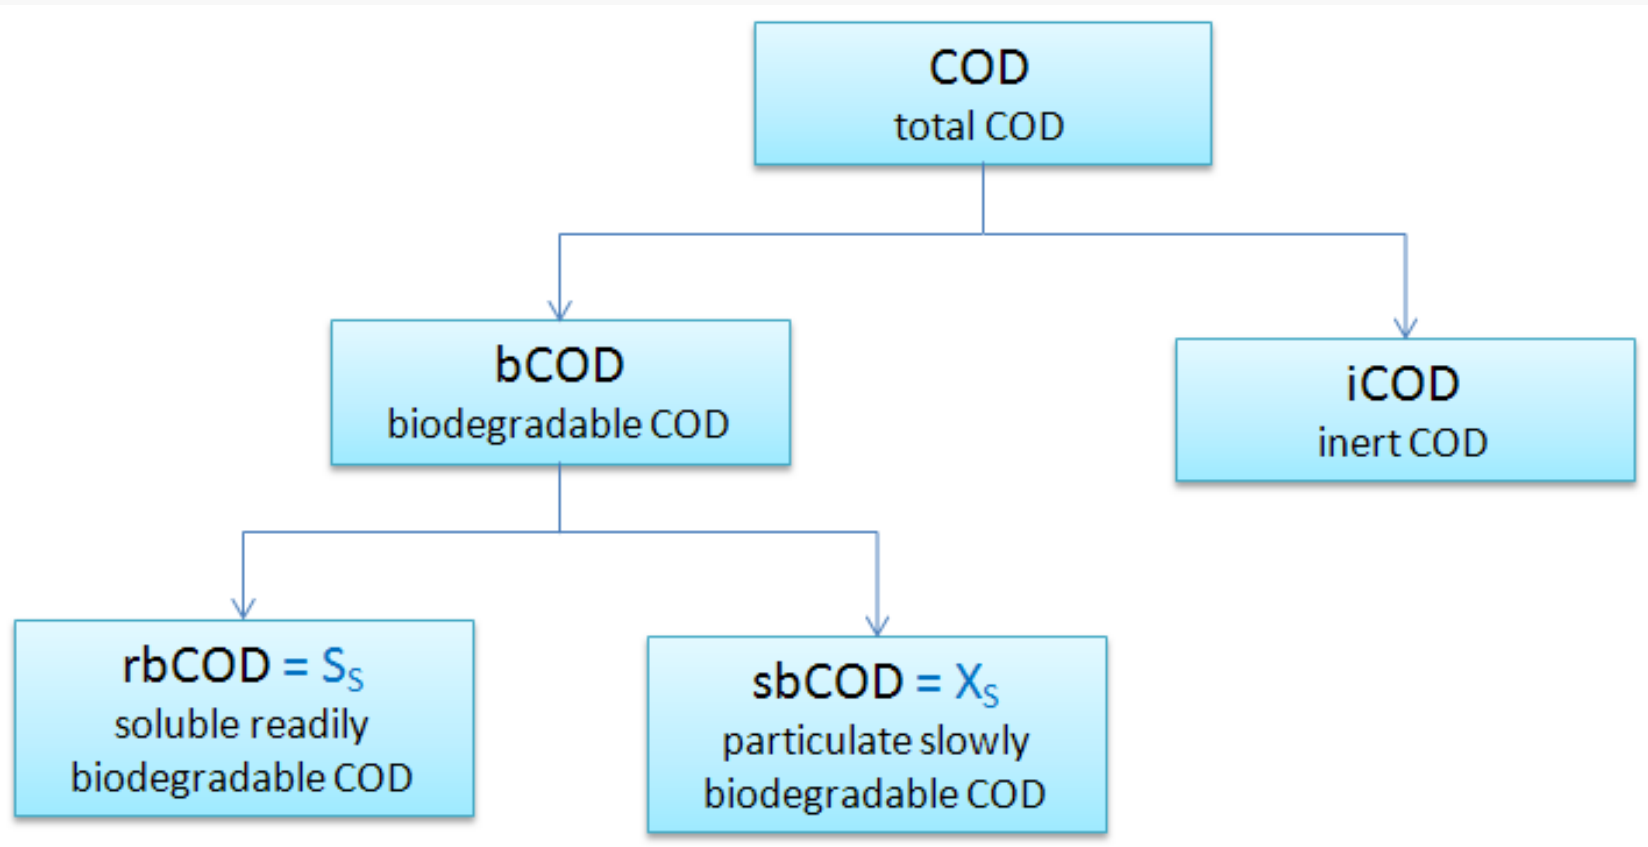 COD
total COD
bCOD
biodegradable COD
iCOD
inert COD
rbCOD = SS
soluble readily
biodegradable COD
sbCOD = XS
particulate slowly
biodegradable COD